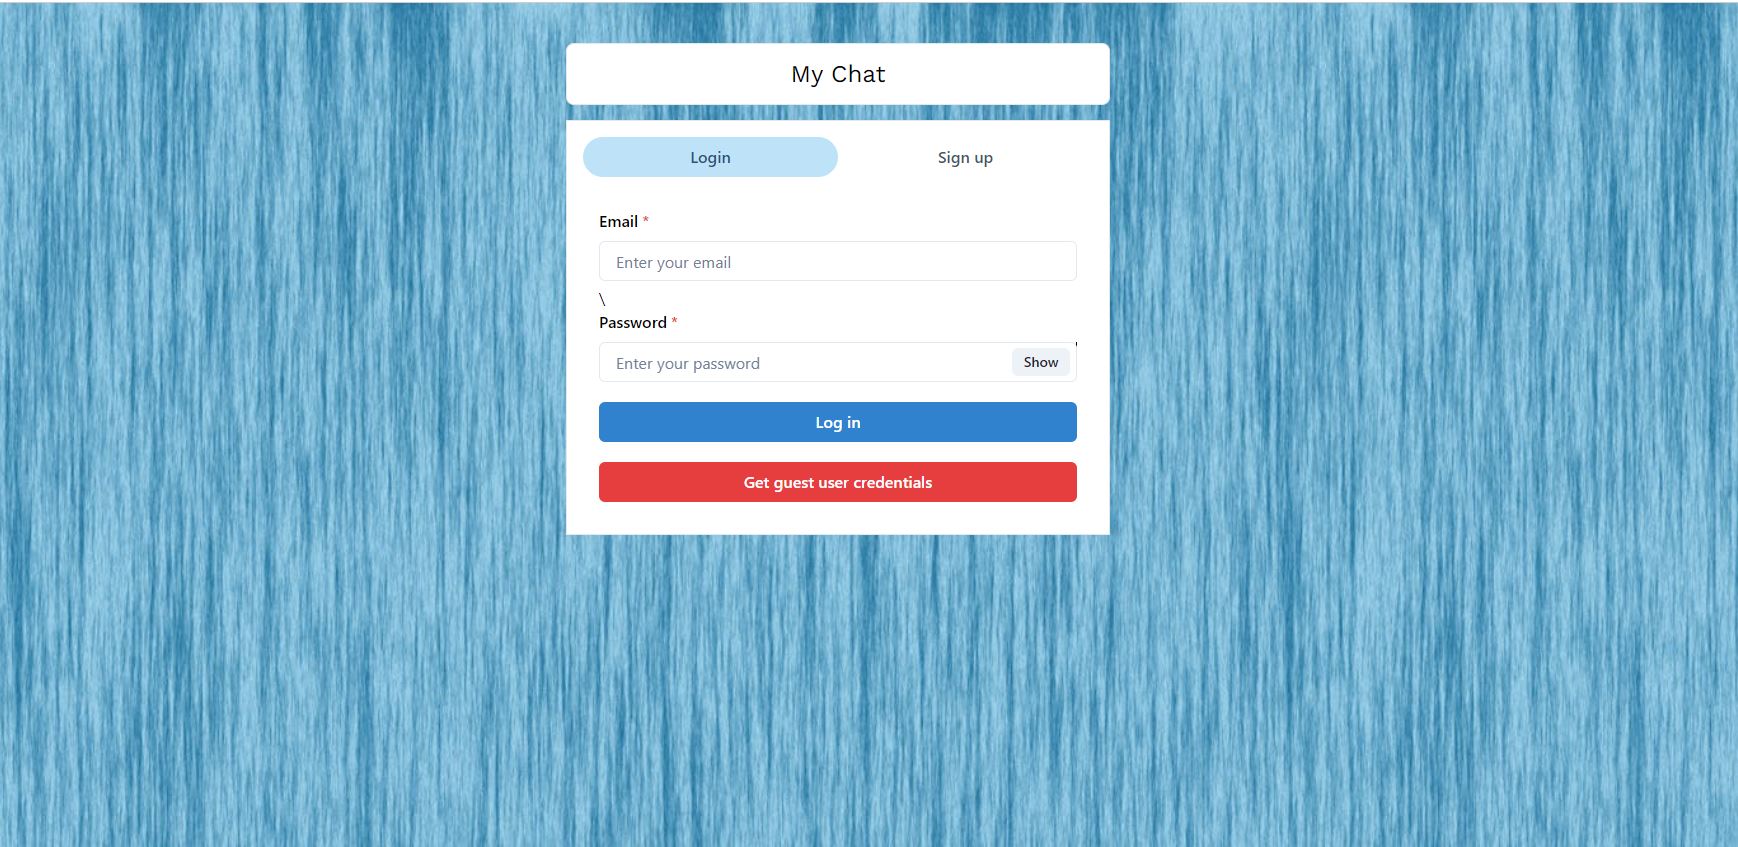 My Chat
Login Sign up
Email *
Enter your email
\
Password *
Enter your password Show
'
Log in
Get guest user credentials